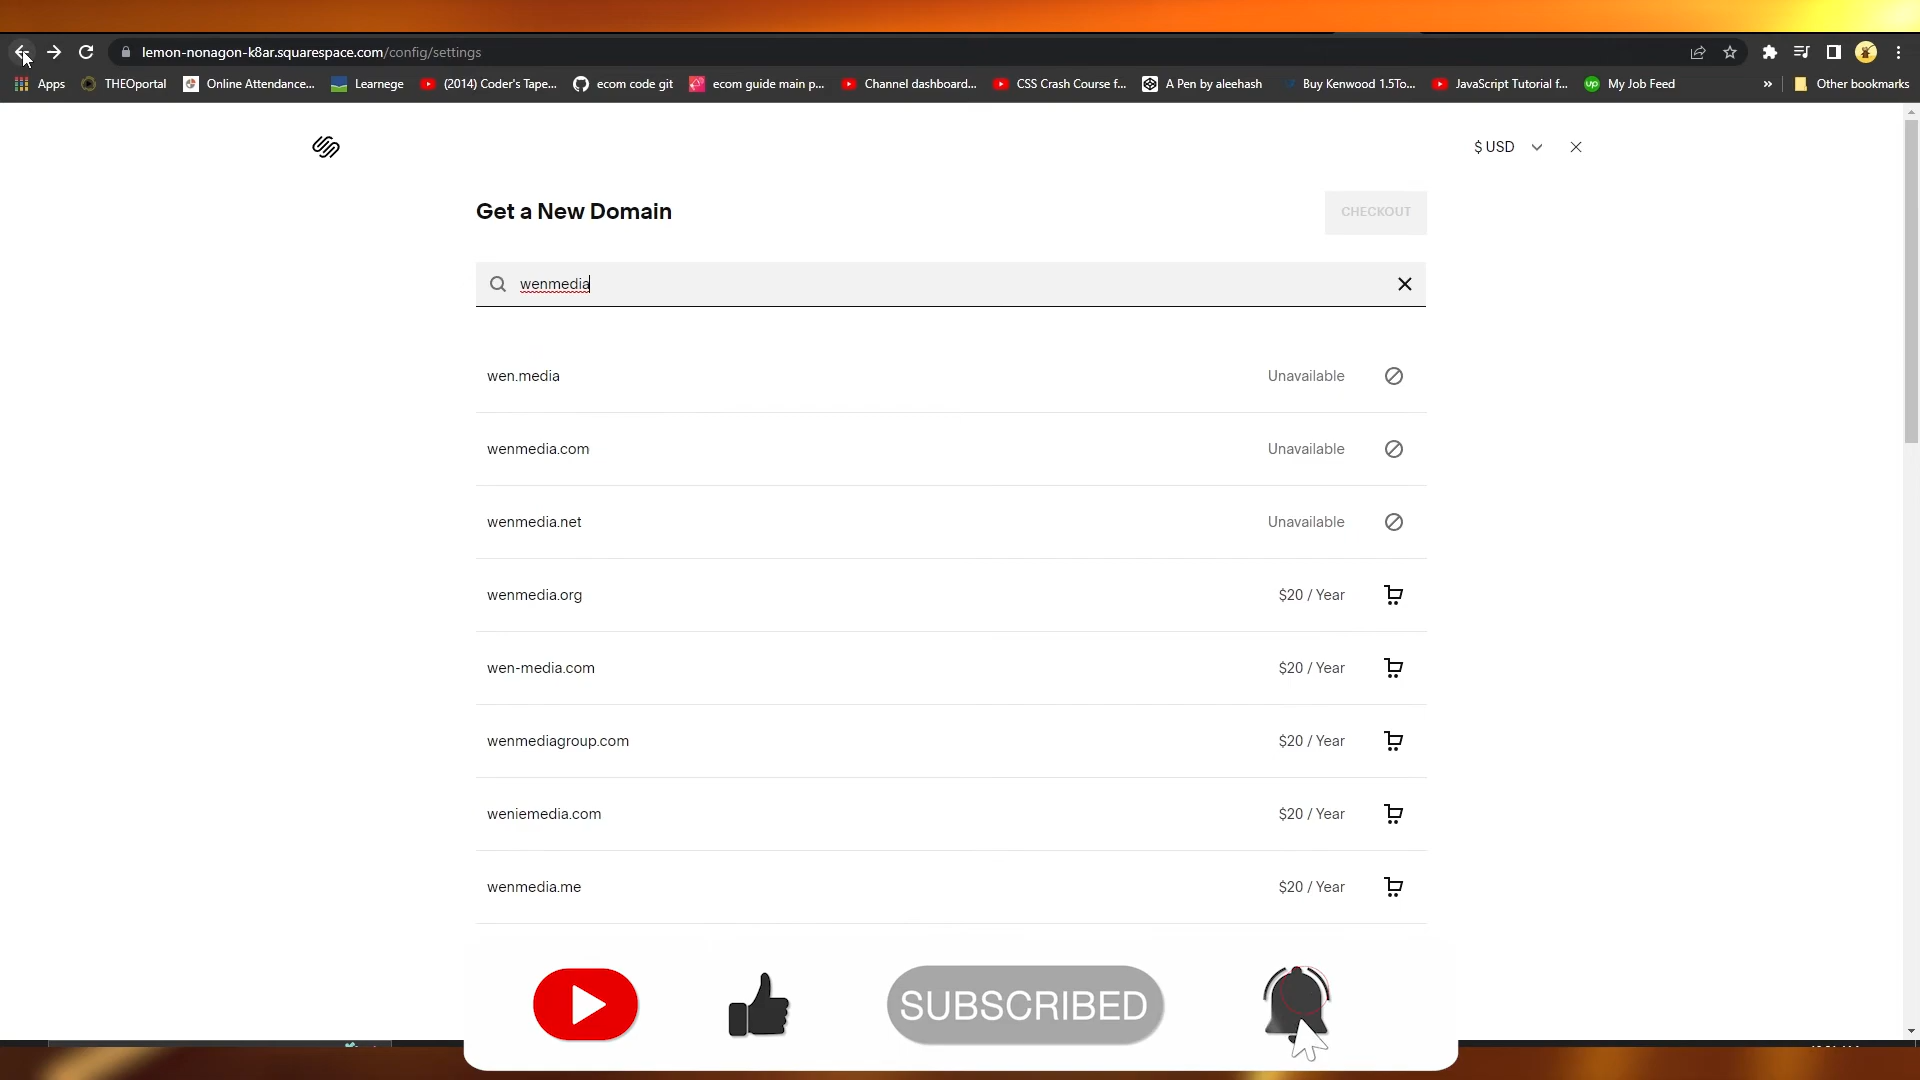 lemon-nonagon-k8ar.squarespace.com/config/settings
Apps THEOportal Online Attendance... Learnege (2014) Coder's Tape... ecom code git ecom guide main p... Channel dashboard... CSS Crash Course f... A Pen by aleehash Buy Kenwood 1.5To... JavaScript Tutorial f... up My Job Feed » Other bookmarks
$ USD
Get a New Domain
CHECKOUT
wenmedia
wen.media Unavailable
wenmedia.com Unavailable
wenmedia.net Unavailable
wenmedia.org $20 / Year
wen-media.com $20 / Year
wenmediagroup.com $20 / Year
weniemedia.com $20 / Year
wenmedia.me $20 / Year
SUBSCRIBED